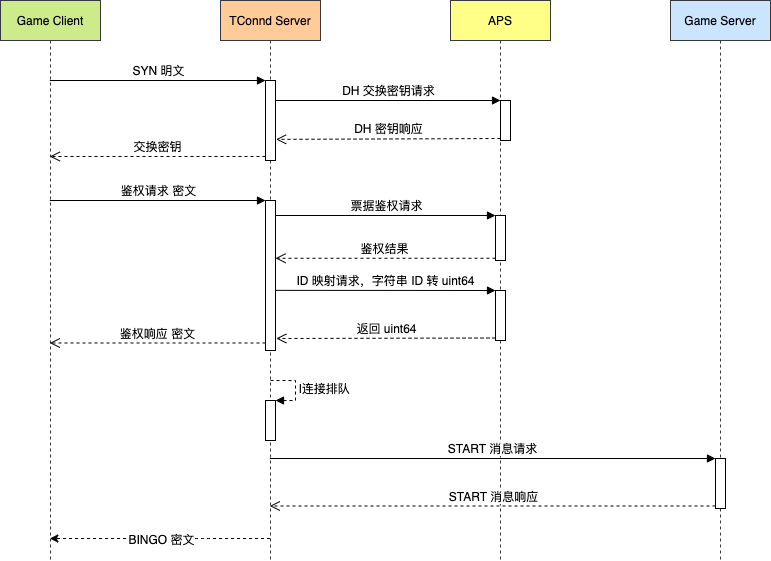 Game Client
TConnd Server
APS
Game Server
SYN 明文
DH 交换密钥请求
DH 密钥响应
交换密钥
鉴权请求 密文
票据鉴权请求
鉴权结果
ID 映射请求，字符串 ID 转 uint64
返回 uint64
鉴权响应 密文
I连接排队
START 消息请求
START 消息响应
BINGO 密文